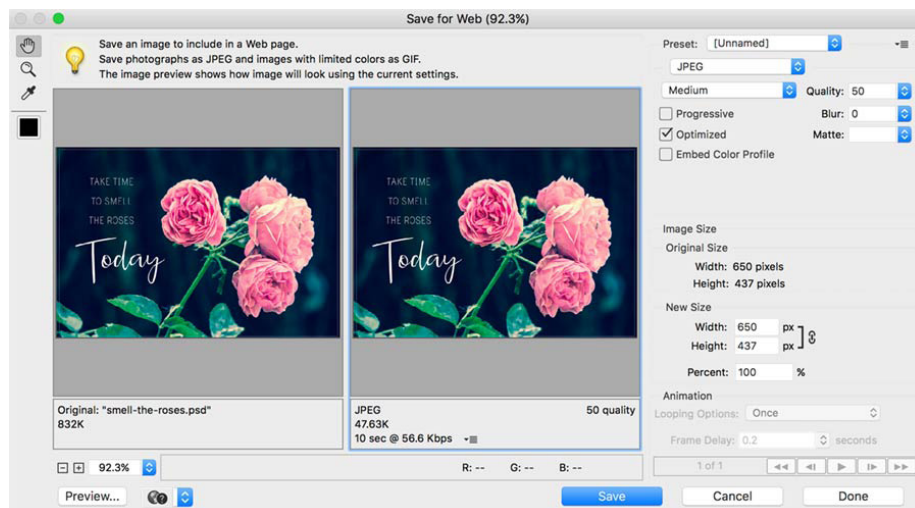 Save for Web (92.3%)
Save an image to include in a Web page.
Save photographs as JPEG and images with limited colors as GIF.
The image preview shows how image will look using the current settings.
TAKE TIME
TO SMELL
THE ROSES
Today
TAKE TIME
TO SMELL
THE ROSES
Today
Original: "smell-the-roses.psd"
832K
JPEG 50 quality
47.63K
10 sec @ 56.6 Kbps
92.3%
R: -- G: -- B: --
Preview...
Save
Cancel
Done
Preset: [Unnamed]
JPEG
Medium Quality: 50
Progressive Blur: 0
Optimized Matte:
Embed Color Profile
Image Size
Original Size
Width: 650 pixels
Height: 437 pixels
New Size
Width: 650 px
Height: 437 px
Percent: 100 %
Animation
Looping Options: Once
Frame Delay: 0.2 seconds
1 of 1